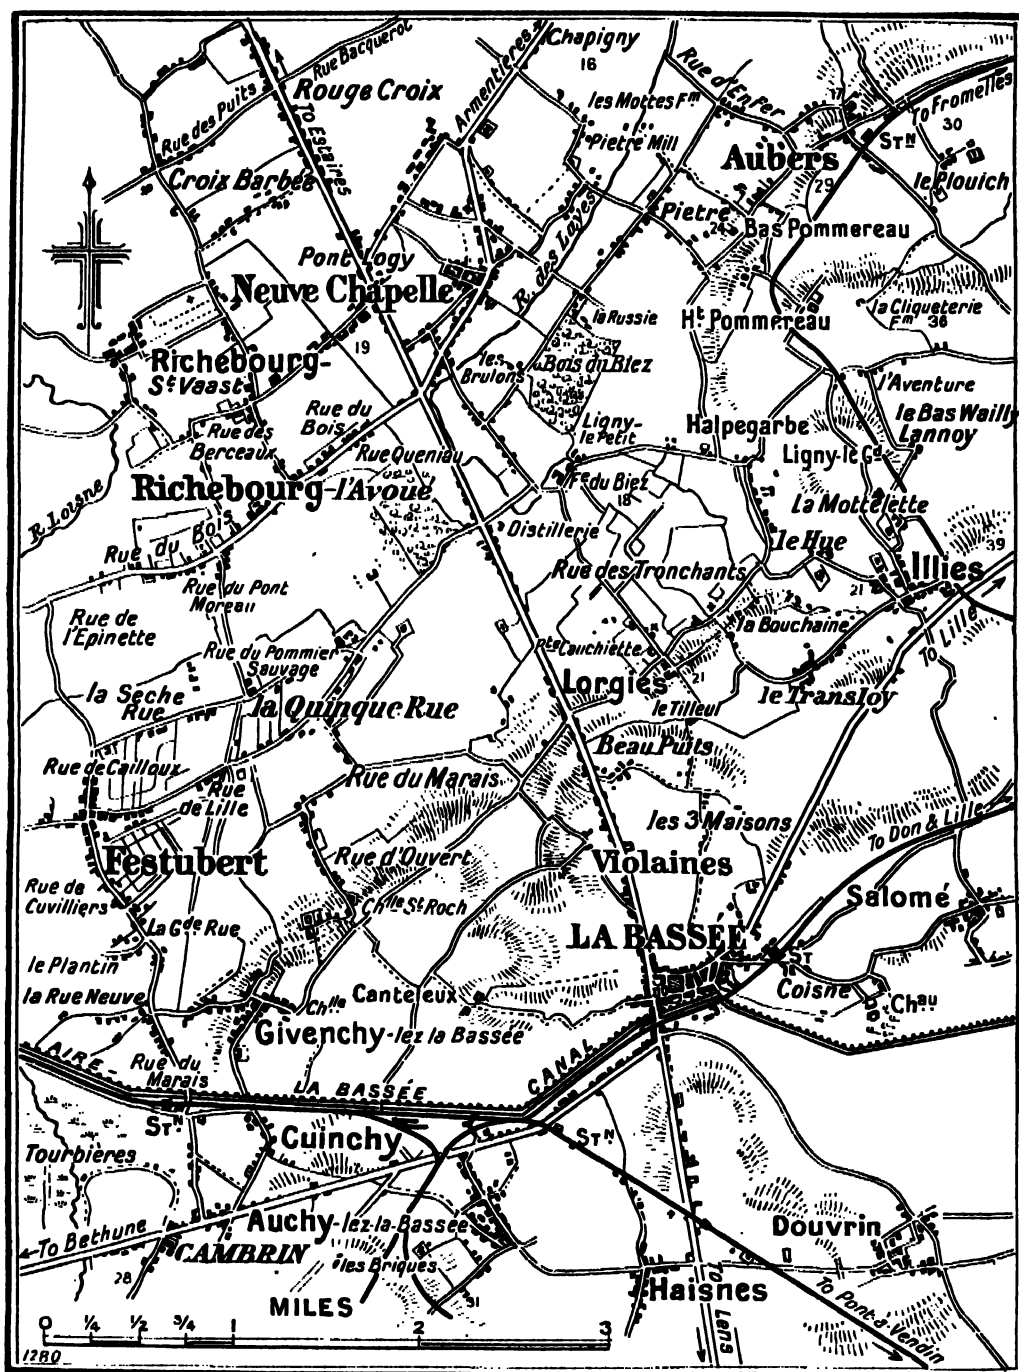 Chapigny
16
Rue Bacquerot
Rouge Croix
Armentières
Rue d'Enfer
les Mottes Fm
17
To Fromelles
30
Rue des Puits
To Estaires
Pietre Mill
Aubers
STN
le Plouich
Croix Barbée
29
Pietre
24
Bas Pommereau
Pont Logy
R. des Layes
Neuve Chapelle
la Russie
Ht Pommereau
la Cliqueterie
Fm 36
Richebourg-
St Vaast
19
les
Brulons
Bois du Biez
l'Aventure
le Bas Wailly
Lannoy
Rue du
Bois
Rue des
Berceaux
Ligny-
le Petit
Halpegarbe
Ligny-le Gd
Rue Queniau
Richebourg-l'Avoué
Fe du Biez
18
La Mottelette
R. Loisne
Distillerie
le Hue
39
Rue du Bois
Rue des Tronchants
Illies
21
Rue du Pont
Moreau
Rue de
l'Epinette
la Bouchaine
To Lille
Rue du Pommier
Sauvage
Pte Cauchiette
Lorgies
21
la Seche
Rue
la Quinque Rue
le Transloy
le Tilleul
Beau Puits
Rue de Cailloux
Rue
de Lille
Rue du Marais
les 3 Maisons
To Don & Lille
Festubert
Rue d'Ouvert
Violaines
Rue de
Cuvilliers
Chlle St Roch
Salomé
La Gde Rue
LA BASSÉE
le Plantin
ST
la Rue Neuve
Chlle
Canteleux
Coisne
Chau
Givenchy-lez la Bassée
AIRE-
Rue du
Marais
LA BASSÉE
CANAL
STN
Cuinchy
STN
Tourbières
Auchy-lez-la-Bassée
Douvrin
To Bethune
CAMBRIN
les Briques
28
31
Haisnes
MILES
To Lens
To Pont-à-Vendin
0 1/4 1/2 3/4 1 2 3
1280